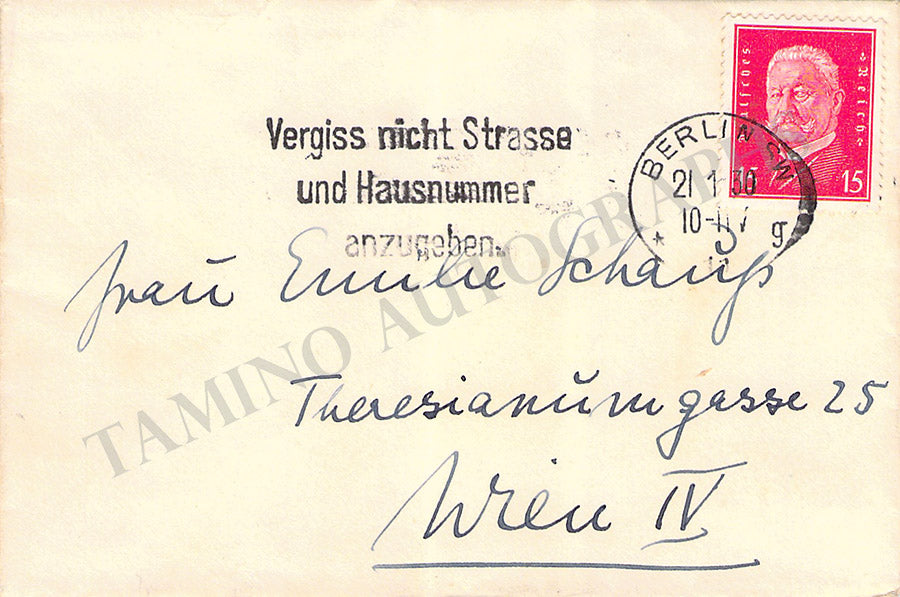 Deutsches Reich
15 15
Vergiss nicht Strasse
und Hausnummer
anzugeben.
BERLIN SW
21 1 30
10-11 V
* g
Frau Emilie Schaup
Theresianumgasse 25
Wien IV
TAMINO AUTOGRAPHS